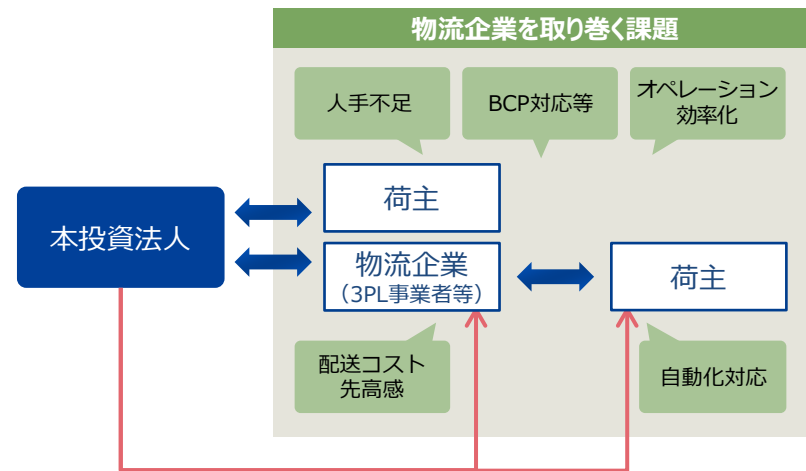 物流企業を取り巻く課題
人手不足
BCP対応等
オペレーション
効率化
本投資法人
荷主
物流企業
（3PL事業者等）
荷主
配送コスト
先高感
自動化対応